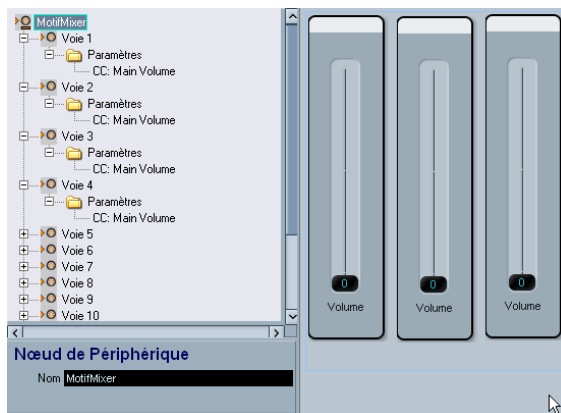 MotifMixer
Voie 1
Paramètres
CC: Main Volume
Voie 2
Paramètres
CC: Main Volume
Voie 3
Paramètres
CC: Main Volume
Voie 4
Paramètres
CC: Main Volume
Voie 5
Voie 6
Voie 7
Voie 8
Voie 9
Voie 10
Nœud de Périphérique
Nom MotifMixer
0 0 0
Volume Volume Volume